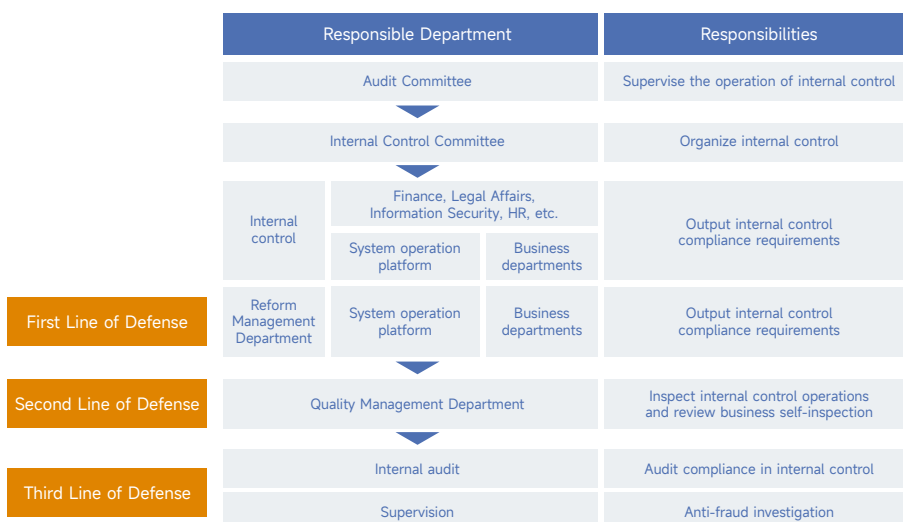 Responsible Department
Responsibilities
Audit Committee
Supervise the operation of internal control
Internal Control Committee
Organize internal control
Internal
control
Finance, Legal Affairs,
Information Security, HR, etc.
System operation
platform
Business
departments
Output internal control
compliance requirements
First Line of Defense
Reform
Management
Department
System operation
platform
Business
departments
Output internal control
compliance requirements
Second Line of Defense
Quality Management Department
Inspect internal control operations
and review business self-inspection
Third Line of Defense
Internal audit
Audit compliance in internal control
Supervision
Anti-fraud investigation